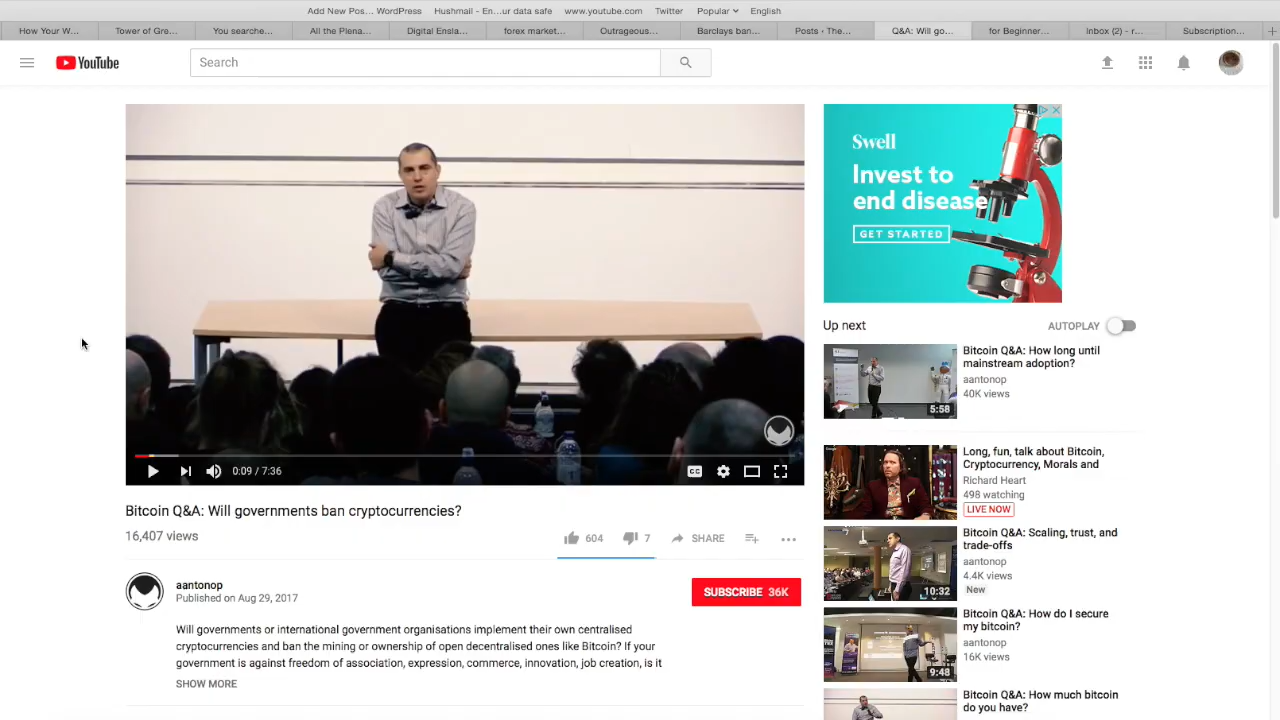 Add New Pos... WordPress Hushmail - En...ur data safe www.youtube.com Twitter Popular English
How Your W... Tower of Gre... You searche... All the Plena... Digital Ensla... forex market... Outrageous... Barclays ban... Posts ‹ The... Q&A: Will go... for Beginner... Inbox (2) - r... Subscription...
YouTube
Search
Swell
Invest to
end disease
GET STARTED
0:09 / 7:36
CC
Bitcoin Q&A: Will governments ban cryptocurrencies?
16,407 views
604 7 SHARE
aantonop
Published on Aug 29, 2017
SUBSCRIBE 36K
Will governments or international government organisations implement their own centralised
cryptocurrencies and ban the mining or ownership of open decentralised ones like Bitcoin? If your
government is against freedom of association, expression, commerce, innovation, job creation, is it
SHOW MORE
Up next
AUTOPLAY
Bitcoin Q&A: How long until
mainstream adoption?
aantonop
40K views
5:58
Long, fun, talk about Bitcoin,
Cryptocurrency, Morals and
Richard Heart
498 watching
LIVE NOW
Bitcoin Q&A: Scaling, trust, and
trade-offs
aantonop
4.4K views
New
10:32
Bitcoin Q&A: How do I secure
my bitcoin?
aantonop
16K views
9:48
Bitcoin Q&A: How much bitcoin
do you have?